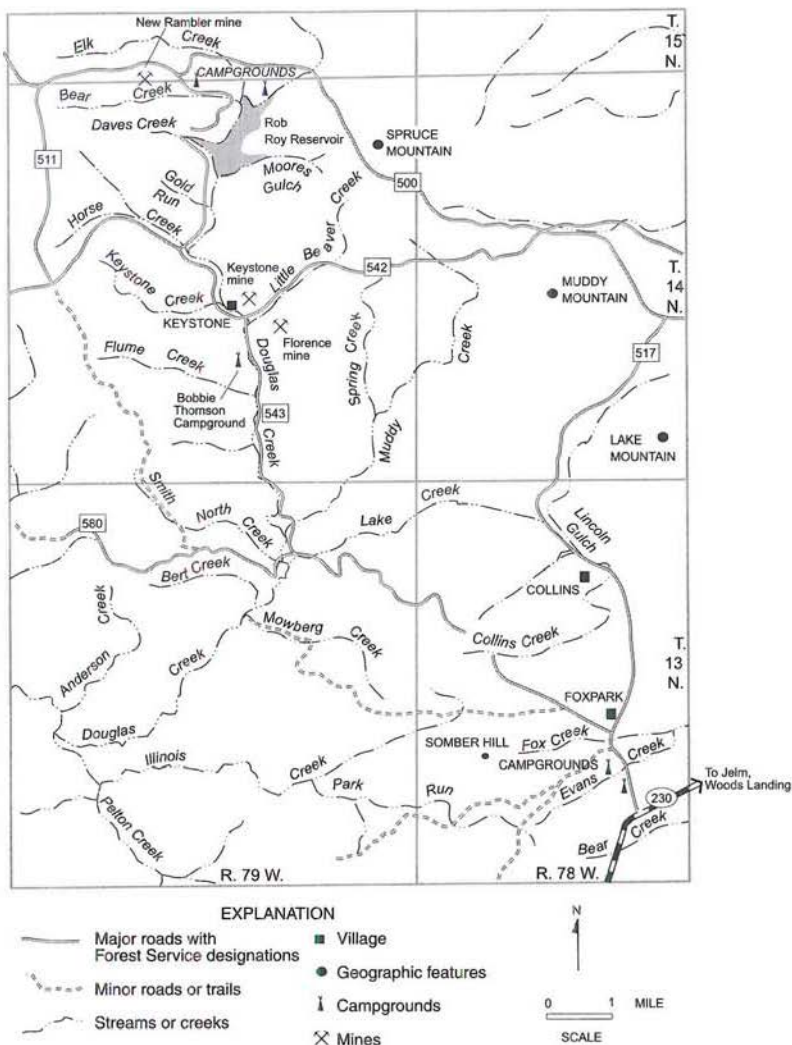 New Rambler mine
Elk Creek
T.
15
N.
CAMPGROUNDS
Bear Creek
Daves Creek
Rob
Roy Reservoir
SPRUCE
MOUNTAIN
511
Moores
Gulch
500
Gold
Run
Horse Creek
Little Beaver Creek
Keystone
mine
542
T.
14
N.
Keystone Creek
MUDDY
MOUNTAIN
KEYSTONE
Florence
mine
517
Flume Creek
Douglas Creek
Spring Creek
Muddy Creek
Bobbie
Thomson
Campground
543
LAKE
MOUNTAIN
Smith
North Creek
Lake Creek
Lincoln
Gulch
580
Bert Creek
COLLINS
Anderson Creek
Mowberg Creek
Collins Creek
T.
13
N.
Douglas Creek
FOXPARK
Illinois Creek
SOMBER HILL
Fox Creek
CAMPGROUNDS
Evans Creek
Park Run
To Jelm,
Woods Landing
230
Pelton Creek
Bear Creek
R. 79 W.
R. 78 W.
EXPLANATION
Major roads with
Forest Service designations
Minor roads or trails
Streams or creeks
Village
Geographic features
Campgrounds
Mines
N
0 1 MILE
SCALE